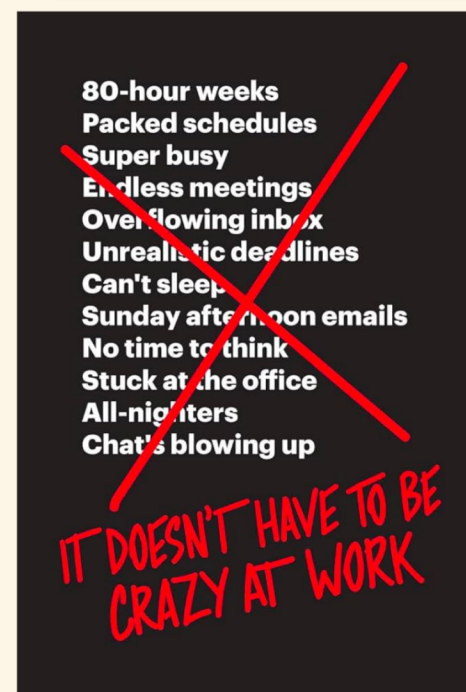 80-hour weeks
Packed schedules
Super busy
Endless meetings
Overflowing inbox
Unrealistic deadlines
Can't sleep
Sunday afternoon emails
No time to think
Stuck at the office
All-nighters
Chat's blowing up
IT DOESN'T HAVE TO BE
CRAZY AT WORK